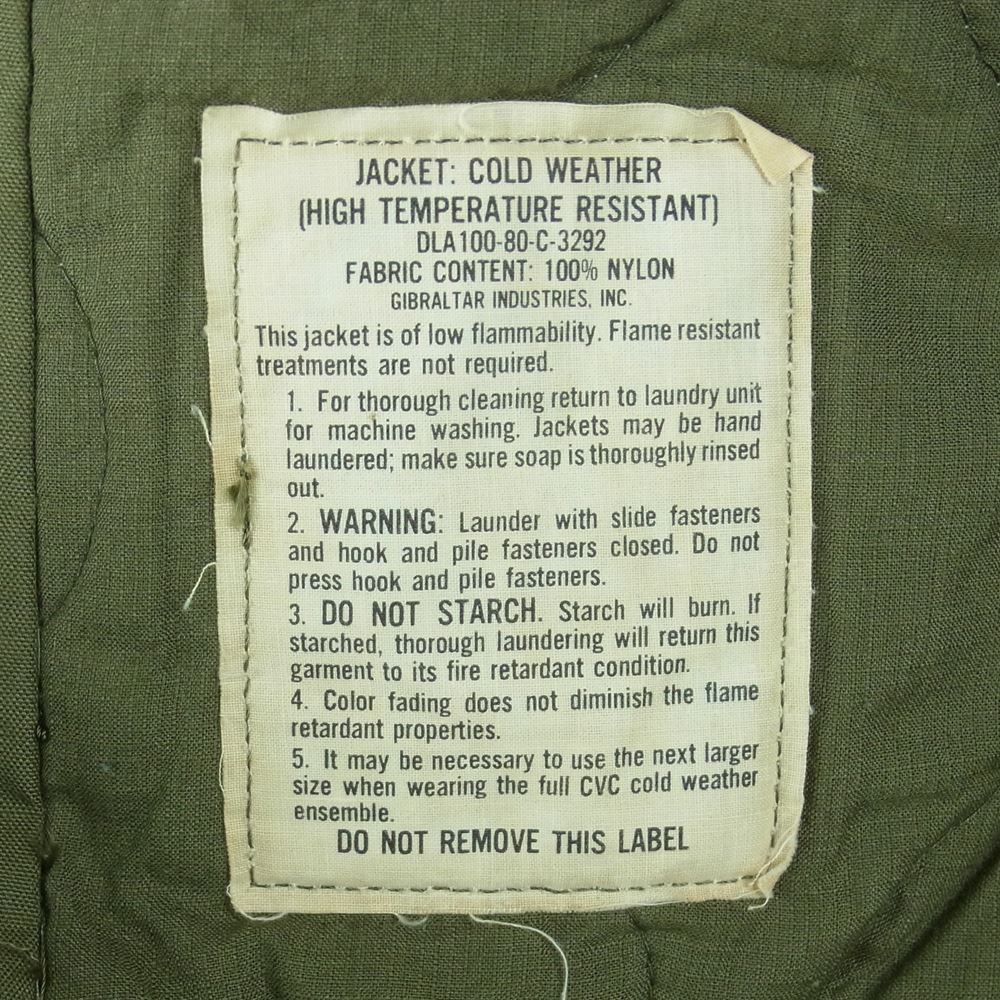 JACKET: COLD WEATHER
(HIGH TEMPERATURE RESISTANT)
DLA100-80-C-3292
FABRIC CONTENT: 100% NYLON
GIBRALTAR INDUSTRIES, INC.
This jacket is of low flammability. Flame resistant
treatments are not required.
1. For thorough cleaning return to laundry unit
for machine washing. Jackets may be hand
laundered; make sure soap is thoroughly rinsed
out.
2. WARNING: Launder with slide fasteners
and hook and pile fasteners closed. Do not
press hook and pile fasteners.
3. DO NOT STARCH. Starch will burn. If
starched, thorough laundering will return this
garment to its fire retardant condition.
4. Color fading does not diminish the flame
retardant properties.
5. It may be necessary to use the next larger
size when wearing the full CVC cold weather
ensemble.
DO NOT REMOVE THIS LABEL